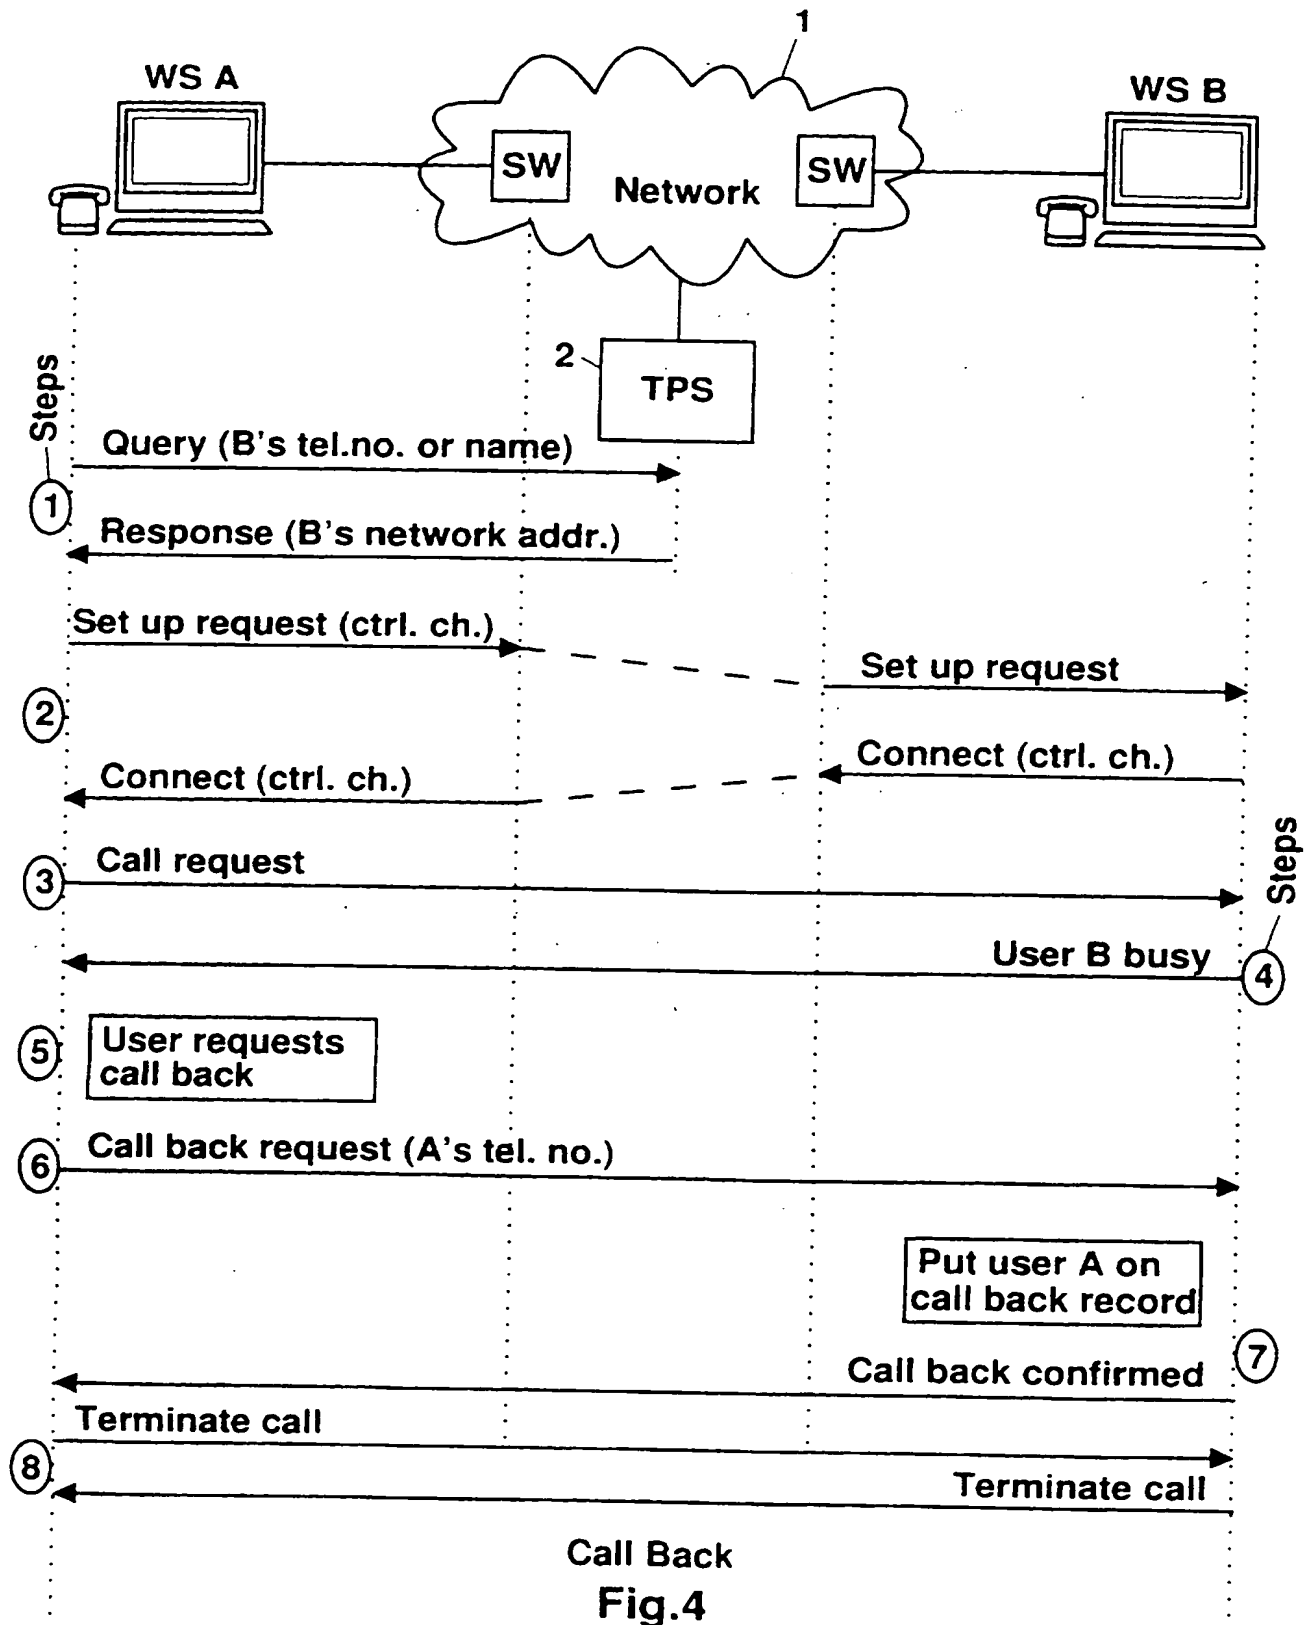 1
WS A
WS B
SW
SW
Network
2
TPS
Steps
Query (B's tel.no. or name)
1
Response (B's network addr.)
Set up request (ctrl. ch.)
Set up request
2
Connect (ctrl. ch.)
Connect (ctrl. ch.)
Steps
Call request
3
User B busy
4
5
User requests
call back
Call back request (A's tel. no.)
6
Put user A on
call back record
7
Call back confirmed
Terminate call
8
Terminate call
Call Back
Fig.4